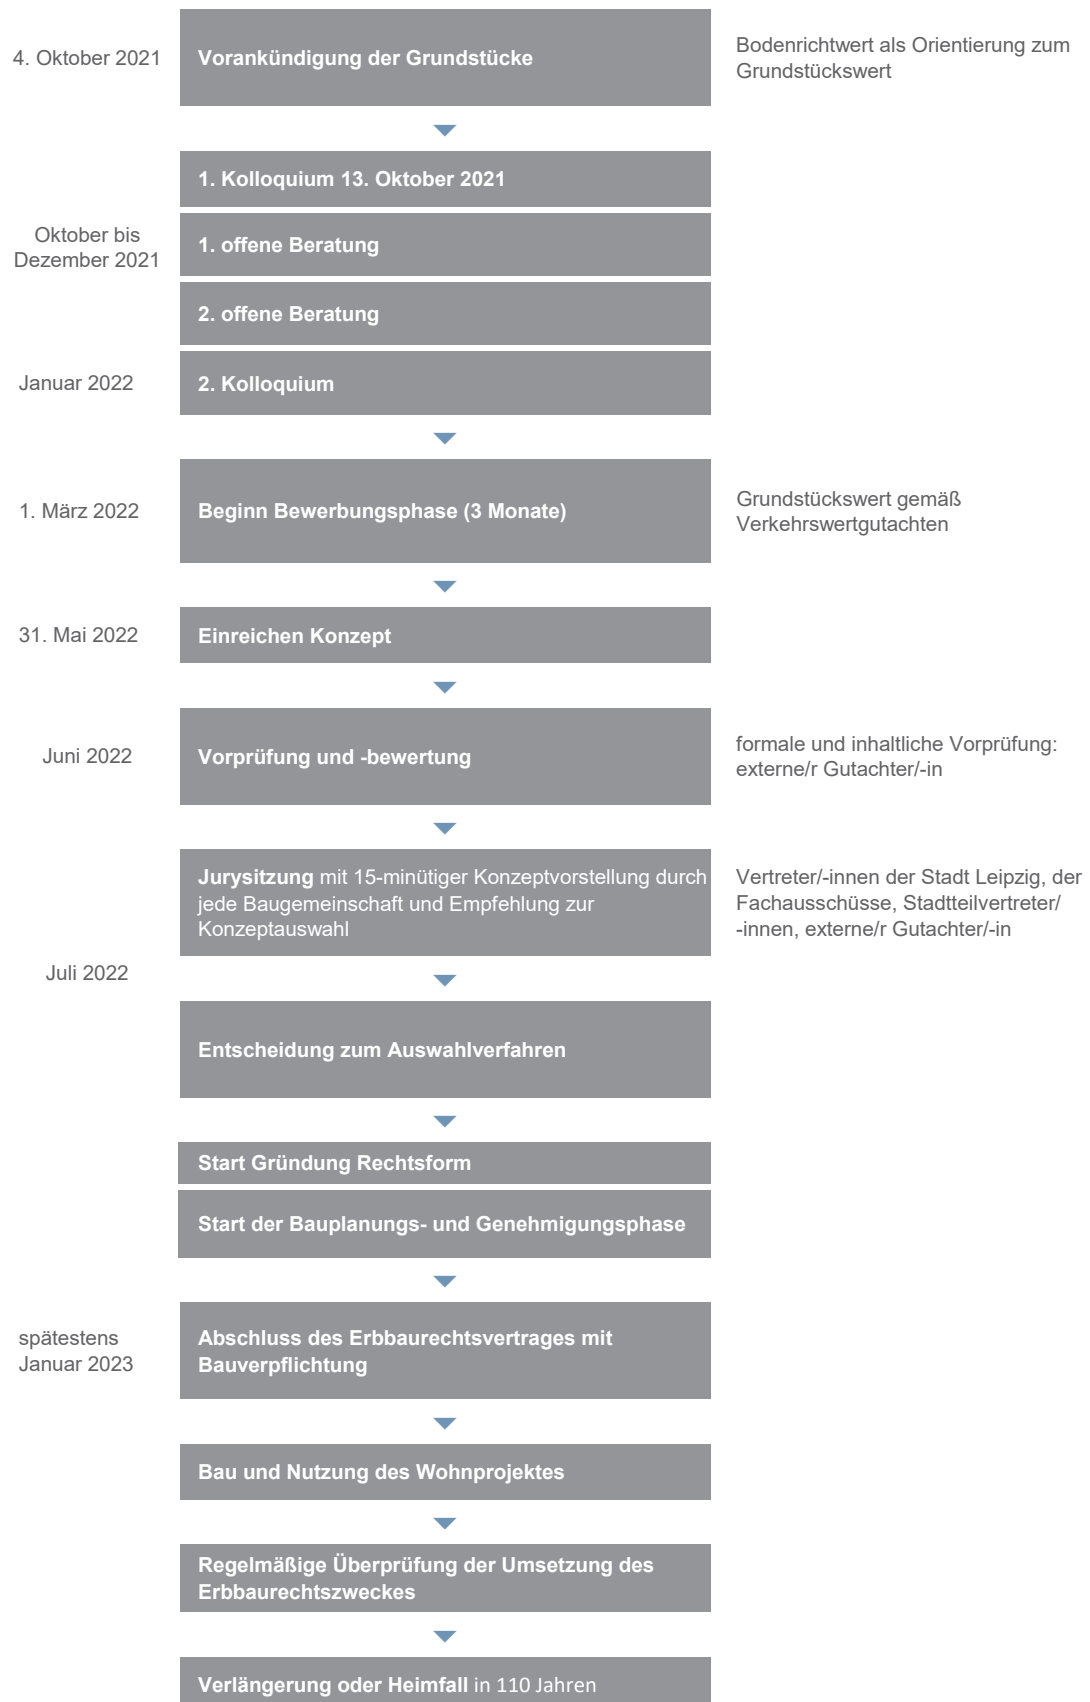 4. Oktober 2021
Vorankündigung der Grundstücke
Bodenrichtwert als Orientierung zum
Grundstückswert
1. Kolloquium 13. Oktober 2021
Oktober bis
Dezember 2021
1. offene Beratung
2. offene Beratung
Januar 2022
2. Kolloquium
1. März 2022
Beginn Bewerbungsphase (3 Monate)
Grundstückswert gemäß
Verkehrswertgutachten
31. Mai 2022
Einreichen Konzept
Juni 2022
Vorprüfung und -bewertung
formale und inhaltliche Vorprüfung:
externe/r Gutachter/-in
Jurysitzung mit 15-minütiger Konzeptvorstellung durch
jede Baugemeinschaft und Empfehlung zur
Konzeptauswahl
Vertreter/-innen der Stadt Leipzig, der
Fachausschüsse, Stadtteilvertreter/
-innen, externe/r Gutachter/-in
Juli 2022
Entscheidung zum Auswahlverfahren
Start Gründung Rechtsform
Start der Bauplanungs- und Genehmigungsphase
spätestens
Januar 2023
Abschluss des Erbbaurechtsvertrages mit
Bauverpflichtung
Bau und Nutzung des Wohnprojektes
Regelmäßige Überprüfung der Umsetzung des
Erbbaurechtszweckes
Verlängerung oder Heimfall in 110 Jahren